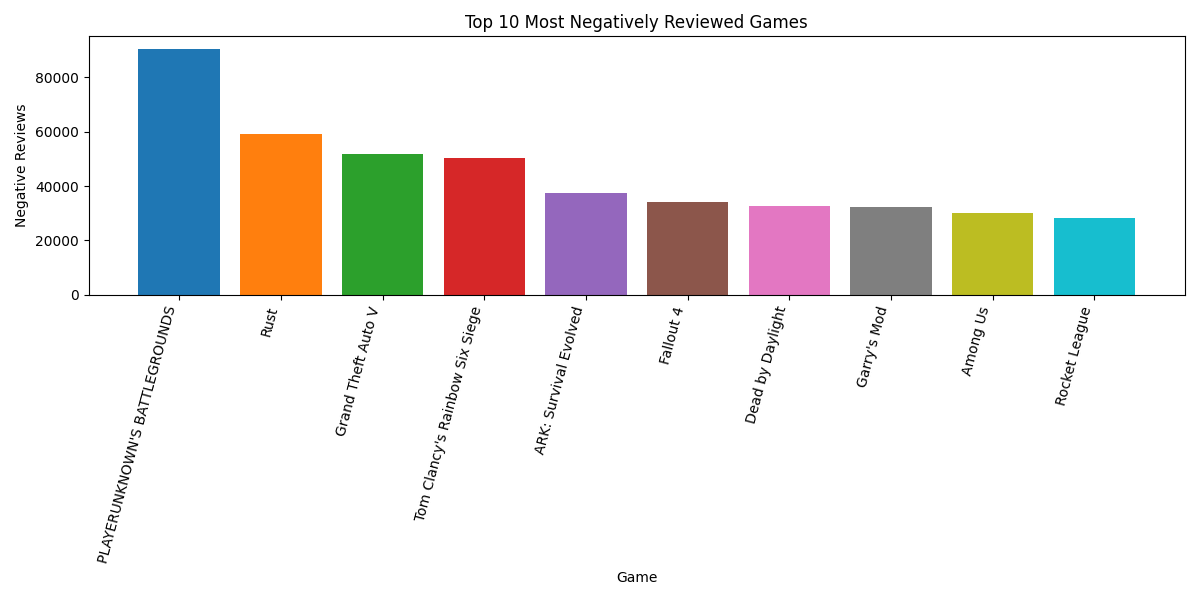 Top 10 Most Negatively Reviewed Games
Negative Reviews
80000
60000
40000
20000
0
PLAYERUNKNOWN'S BATTLEGROUNDS
Rust
Grand Theft Auto V
Tom Clancy's Rainbow Six Siege
ARK: Survival Evolved
Fallout 4
Dead by Daylight
Garry's Mod
Among Us
Rocket League
Game